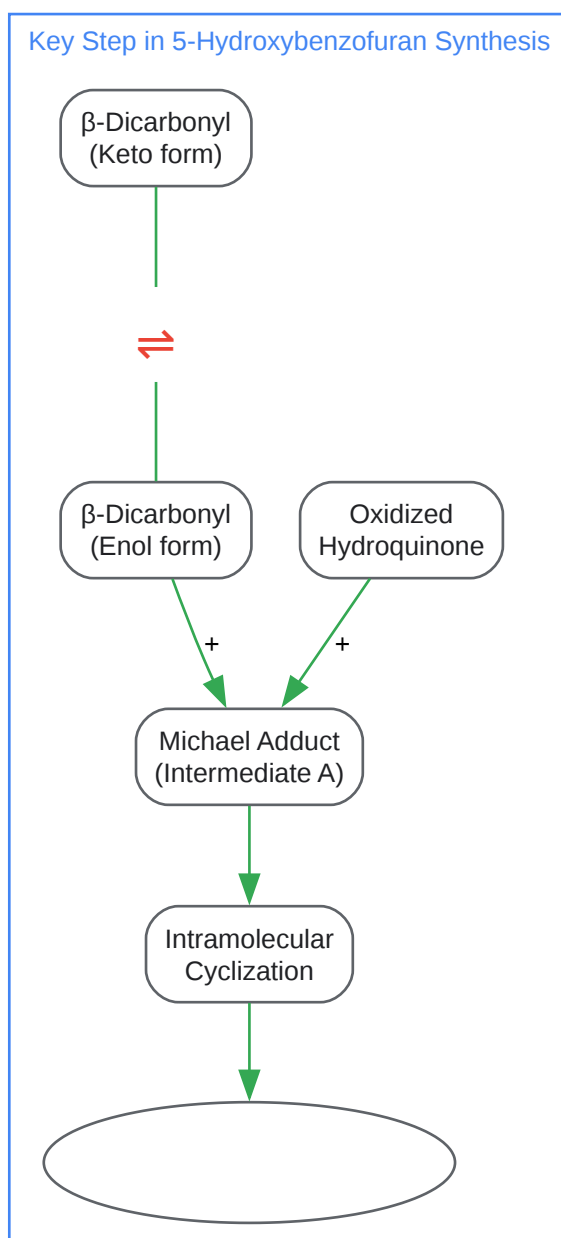 Key Step in 5-Hydroxybenzofuran Synthesis
β-Dicarbonyl
(Keto form)
⇌
β-Dicarbonyl
(Enol form)
Oxidized
Hydroquinone
+
+
Michael Adduct
(Intermediate A)
Intramolecular
Cyclization